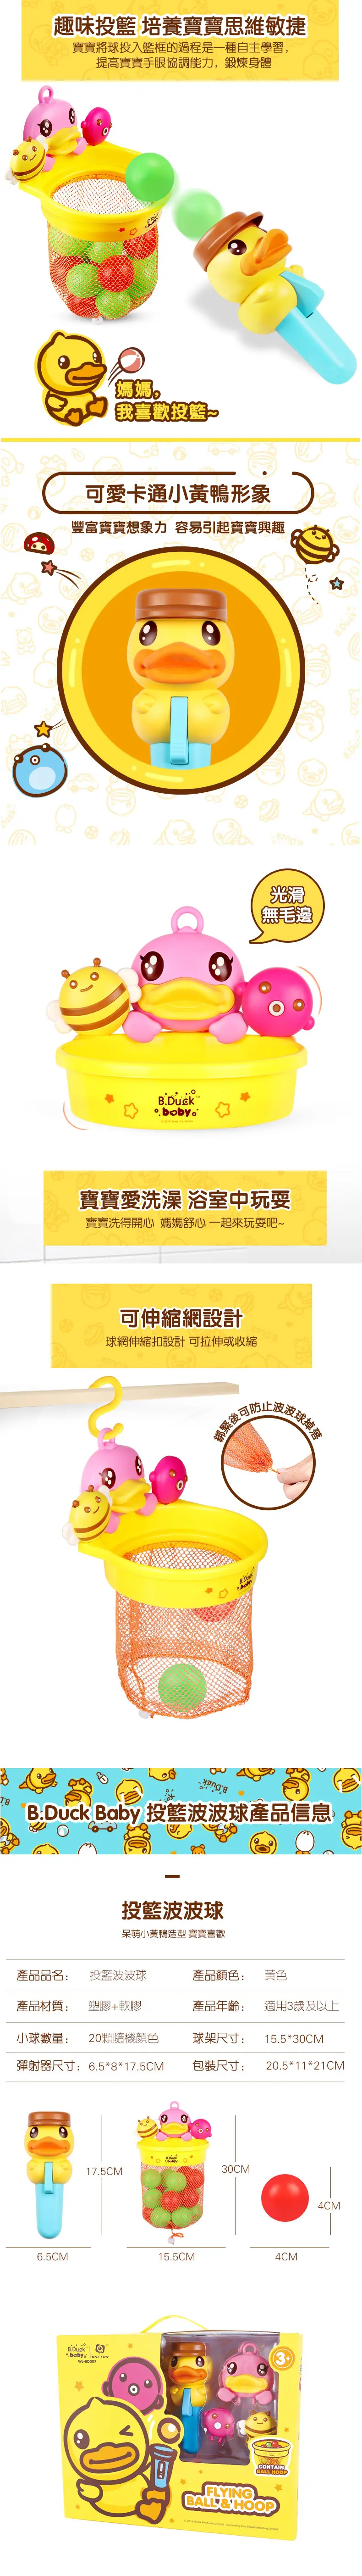 趣味投籃 培養寶寶思維敏捷
寶寶將球投入籃框的過程是一種自主學習,
提高寶寶手眼協調能力, 鍛煉身體
B.Duck
媽媽,
我喜歡投籃~
可愛卡通小黃鴨形象
豐富寶寶想象力 容易引起寶寶興趣
光滑
無毛邊
B.Duck
baby
寶寶愛洗澡 浴室中玩耍
寶寶洗得開心 媽媽舒心 一起來玩耍吧~
可伸縮網設計
球網伸縮扣設計 可拉伸或收縮
綁緊後可防止波波球掉落
B.Duck
baby
B.Duck Baby 投籃波波球產品信息
投籃波波球
呆萌小黃鴨造型 寶寶喜歡
產品品名: 投籃波波球
產品顏色: 黃色
產品材質: 塑膠+軟膠
產品年齡: 適用3歲及以上
小球數量: 20顆隨機顏色
球架尺寸: 15.5*30CM
彈射器尺寸: 6.5*8*17.5CM
包裝尺寸: 20.5*11*21CM
17.5CM
30CM
4CM
6.5CM
15.5CM
4CM
B.Duck
baby
WL-BD007
3+
CONTAIN
BALL HOOP
FLYING
BALL & HOOP